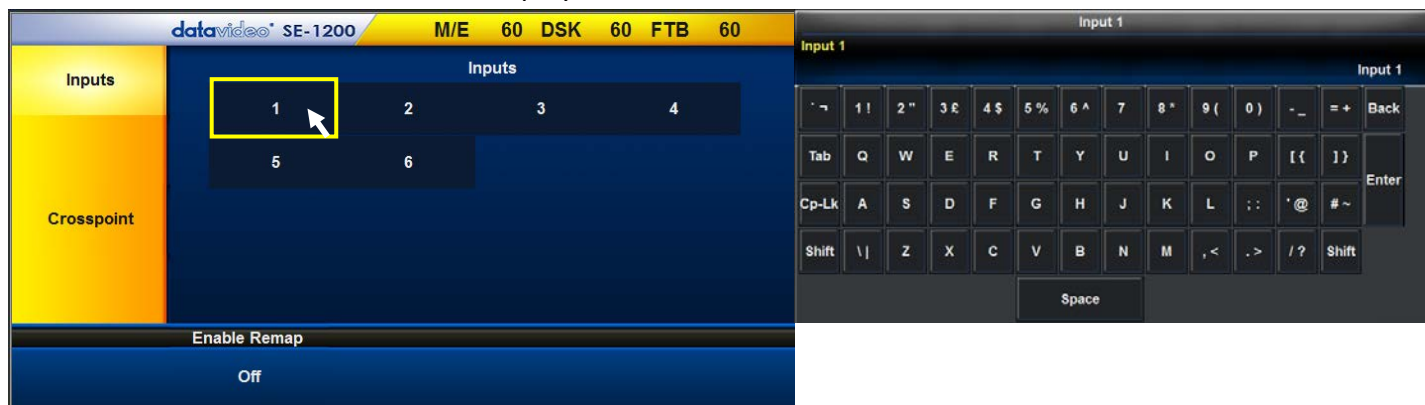 datavideo® SE-1200 M/E 60 DSK 60 FTB 60
Inputs
Crosspoint
Inputs
1 2 3 4
5 6
Enable Remap
Off
Input 1
Input 1
Input 1
` ¬ 1 ! 2 " 3 £ 4 $ 5 % 6 ^ 7 8 * 9 ( 0 ) - _ = + Back
Tab Q W E R T Y U I O P [ { ] } Enter
Cp-Lk A S D F G H J K L ; : ' @ # ~
Shift \ | Z X C V B N M , < . > / ? Shift
Space